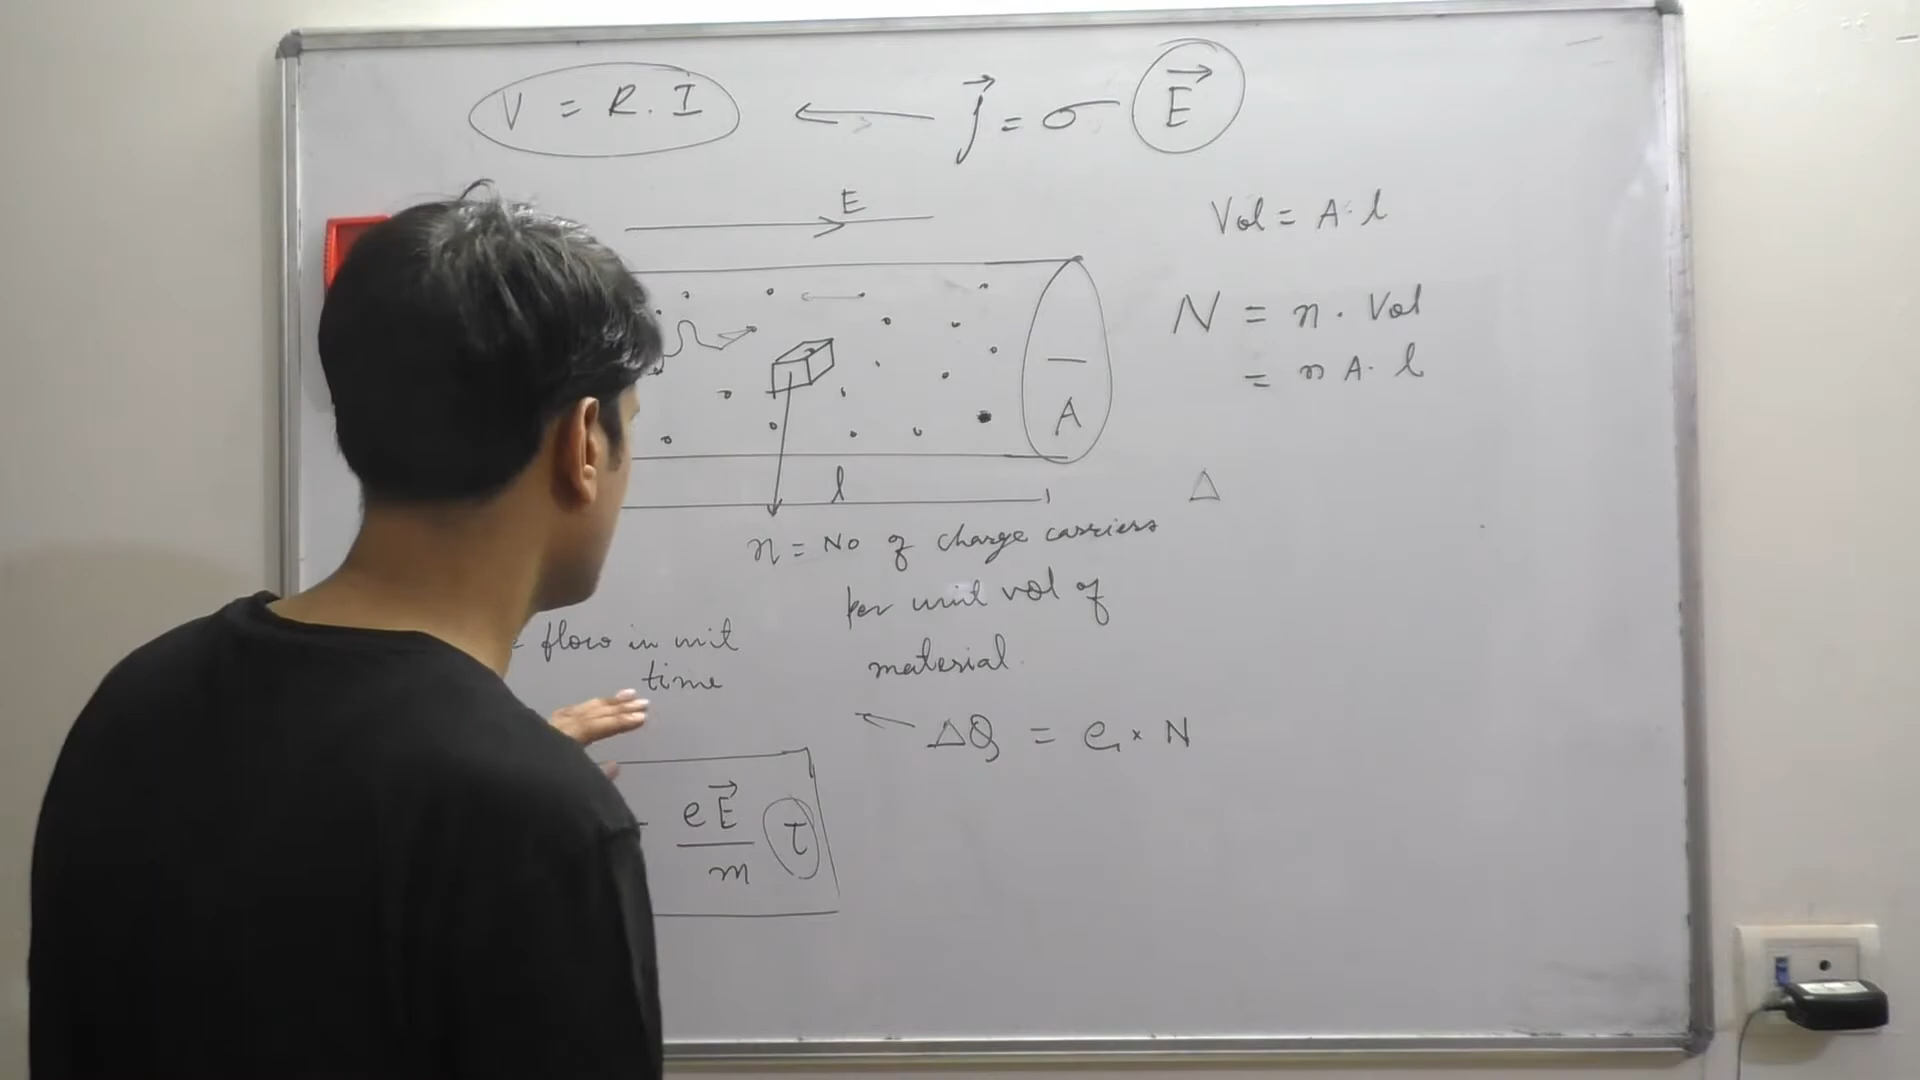 V = R. I
J⃗ = σ E⃗
E
Vol = A. l
N = n. Vol
= n A. l
A
l
Δ
n = No of charge carriers
per unit vol of
material
flow in unit
time
ΔQ = e × N
eE⃗ / m τ